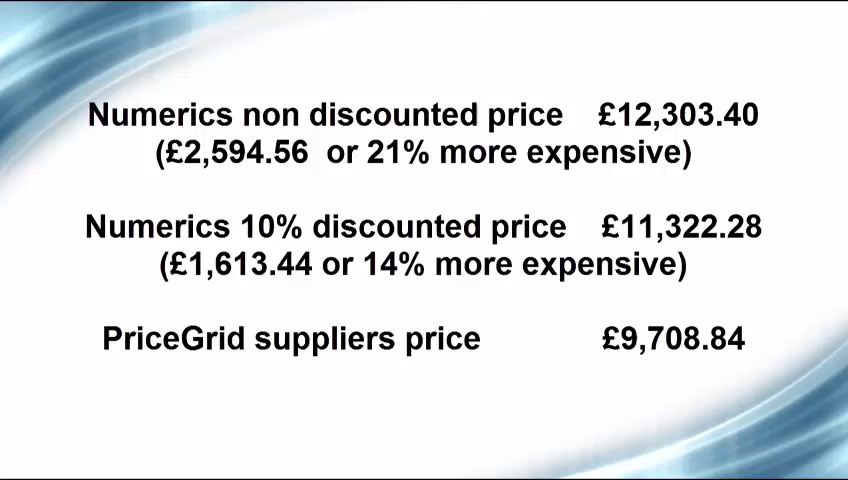 Numerics non discounted price £12,303.40
(£2,594.56 or 21% more expensive)
Numerics 10% discounted price £11,322.28
(£1,613.44 or 14% more expensive)
PriceGrid suppliers price £9,708.84